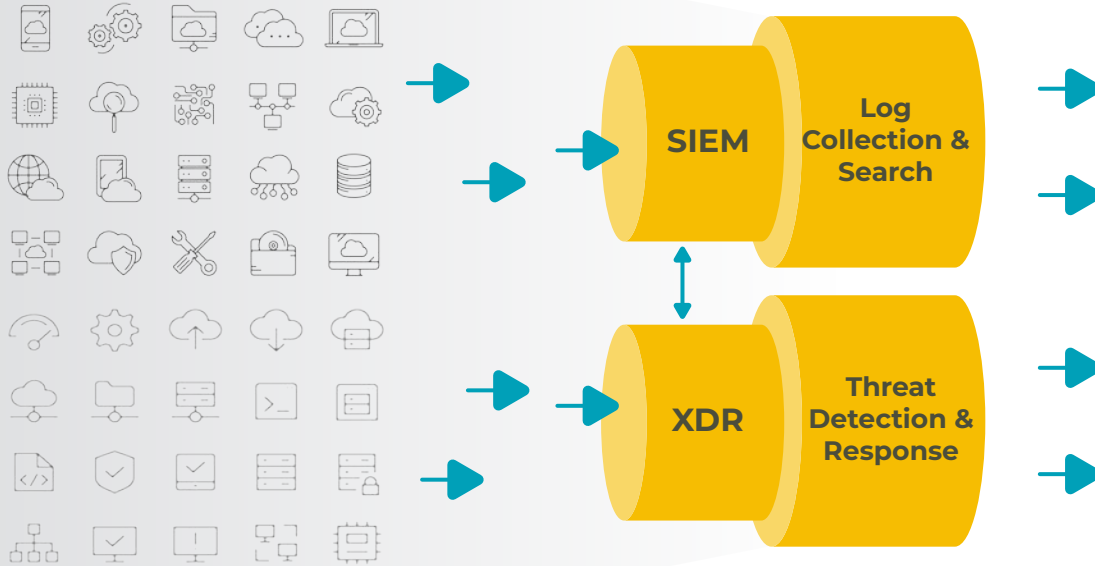 SIEM
Log
Collection &
Search
XDR
Threat
Detection &
Response
>_
</>